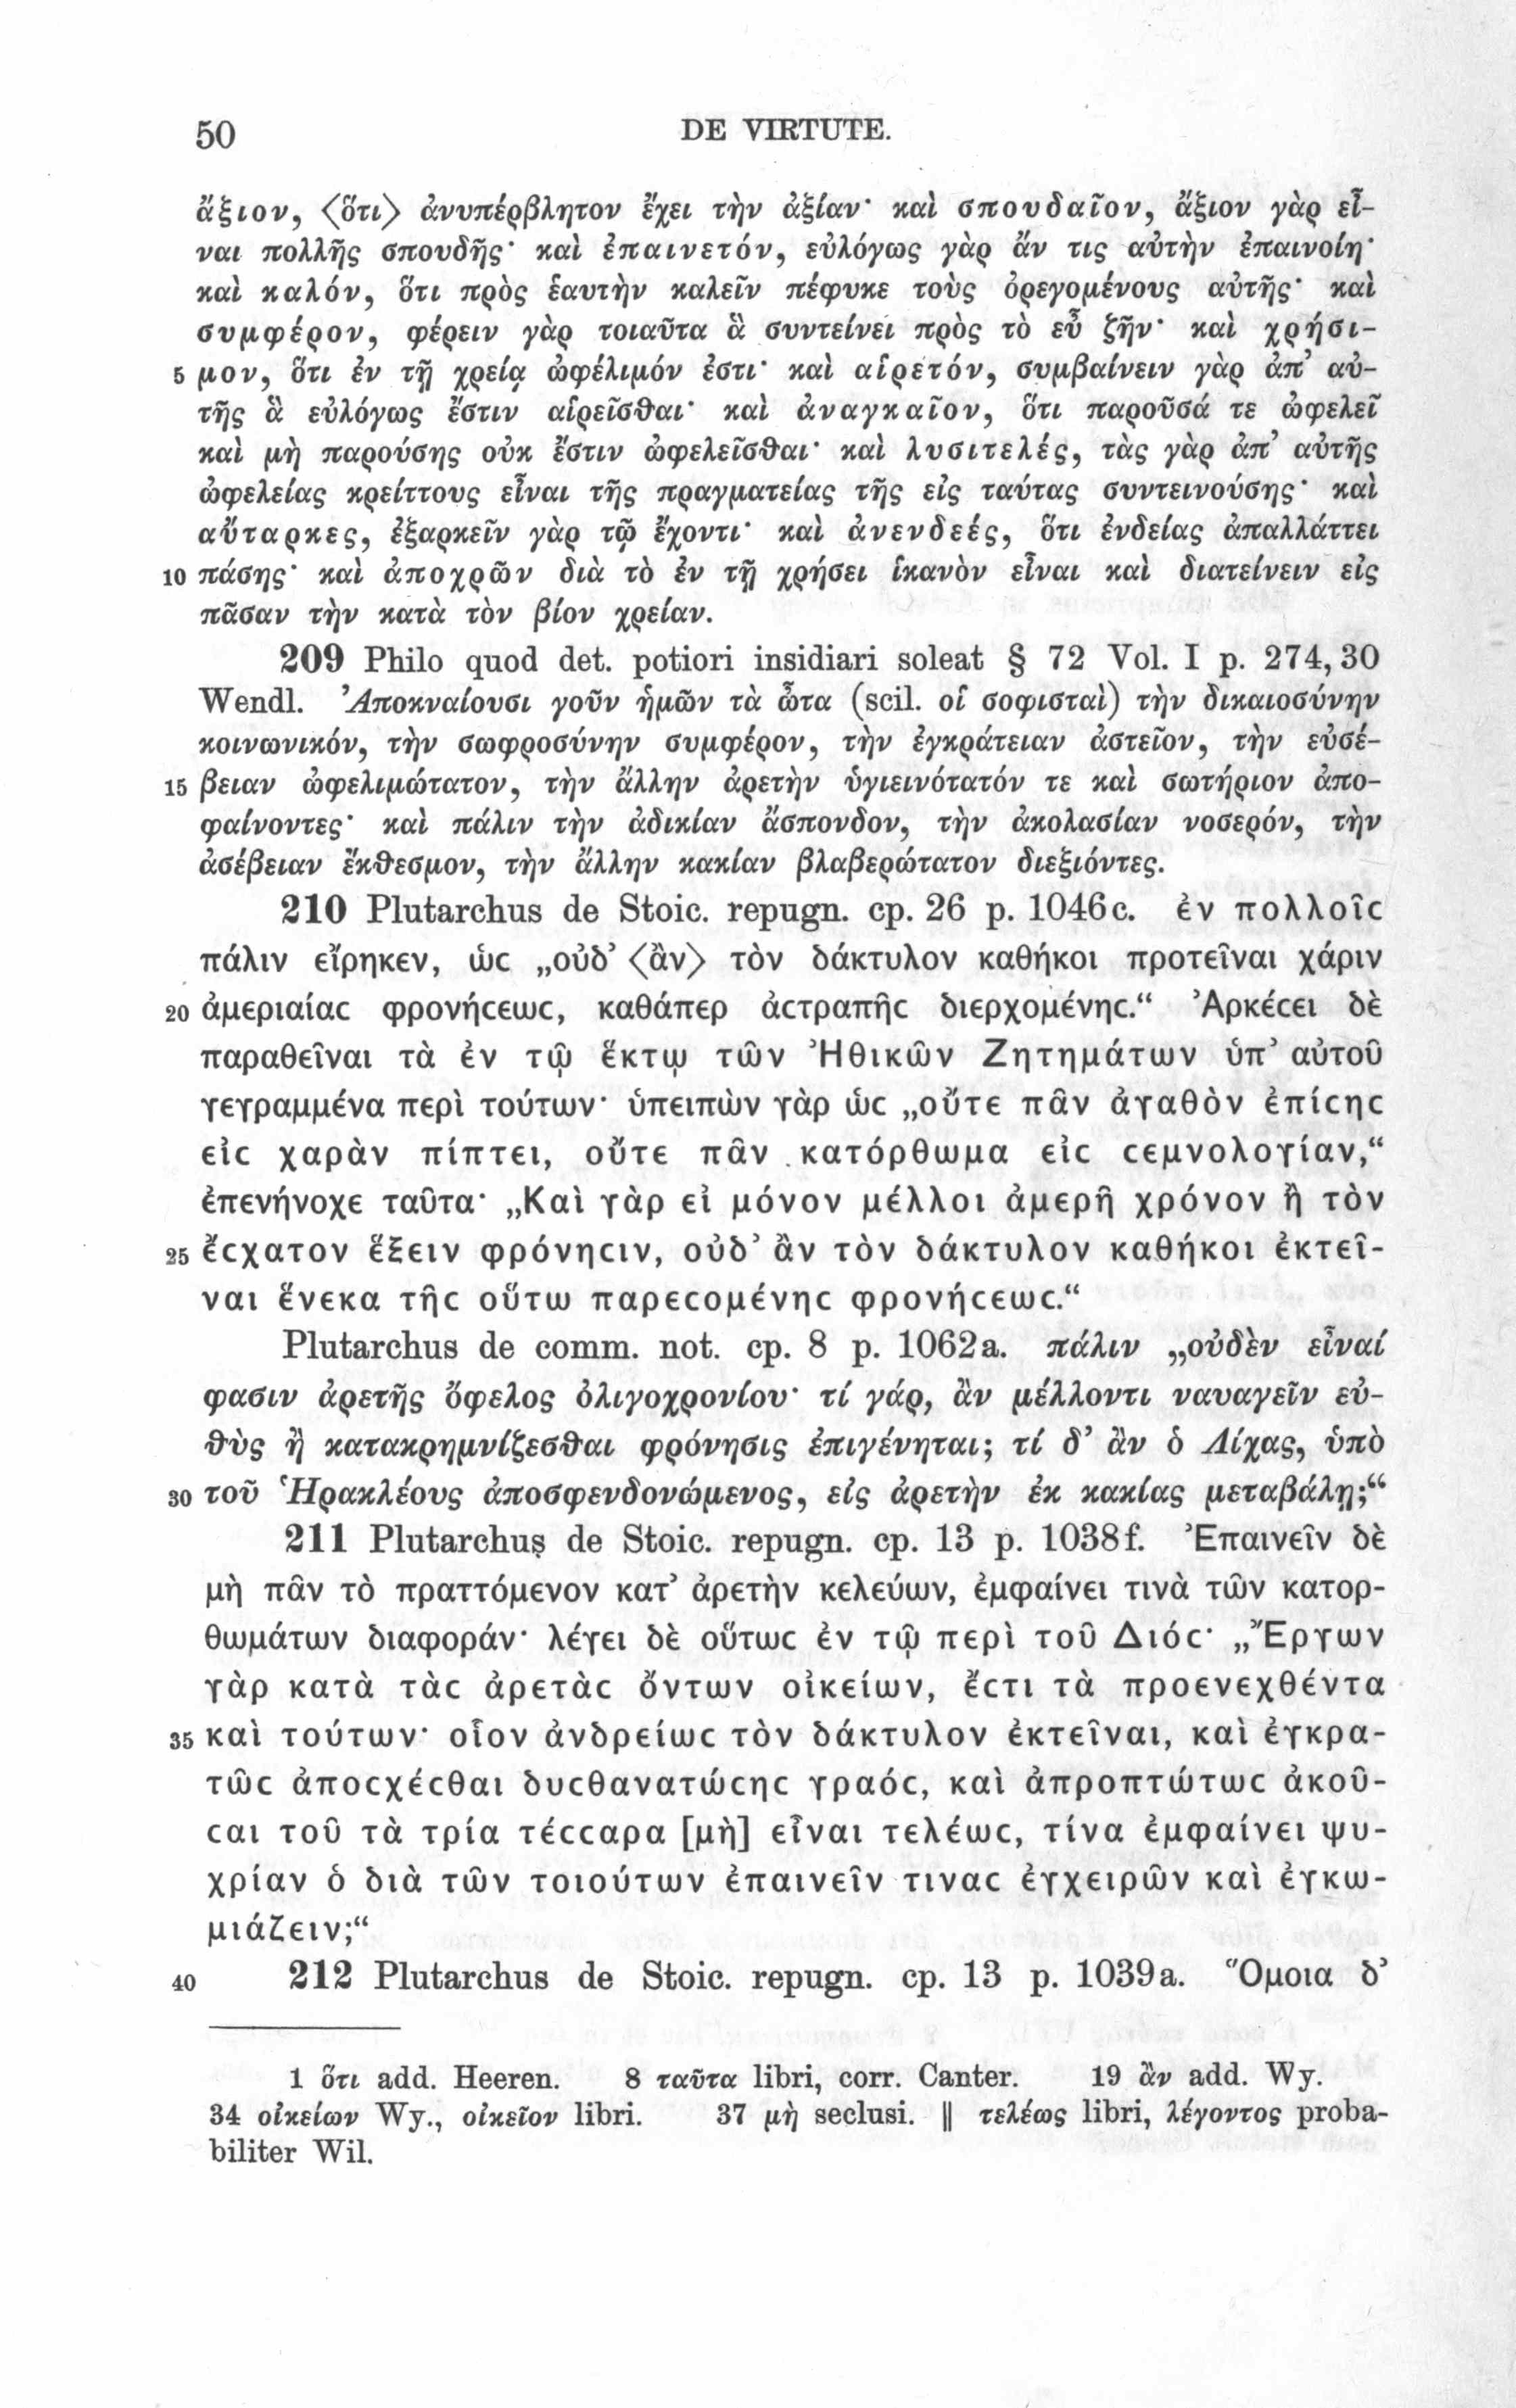 50 DE VIRTUTE.
ἄξιον, 〈ὅτι〉 ἀνυπέρβλητον ἔχει τὴν ἀξίαν· καὶ σπουδαῖον, ἄξιον γὰρ εἶ-
ναι πολλῆς σπουδῆς· καὶ ἐπαινετόν, εὐλόγως γὰρ ἄν τις αὐτὴν ἐπαινοίη·
καὶ καλόν, ὅτι πρὸς ἑαυτὴν καλεῖν πέφυκε τοὺς ὀρεγομένους αὐτῆς· καὶ
συμφέρον, φέρειν γὰρ τοιαῦτα ἃ συντείνει πρὸς τὸ εὖ ζῆν· καὶ χρήσι-
5 μον, ὅτι ἐν τῇ χρείᾳ ὠφέλιμόν ἐστι· καὶ αἱρετόν, συμβαίνειν γὰρ ἀπ’ αὐ-
τῆς ἃ εὐλόγως ἔστιν αἱρεῖσθαι· καὶ ἀναγκαῖον, ὅτι παροῦσά τε ὠφελεῖ
καὶ μὴ παρούσης οὐκ ἔστιν ὠφελεῖσθαι· καὶ λυσιτελές, τὰς γὰρ ἀπ’ αὐτῆς
ὠφελείας κρείττους εἶναι τῆς πραγματείας τῆς εἰς ταύτας συντεινούσης· καὶ
αὔταρκες, ἐξαρκεῖν γὰρ τῷ ἔχοντι· καὶ ἀνενδεές, ὅτι ἐνδείας ἀπαλλάττει
10 πάσης· καὶ ἀποχρῶν διὰ τὸ ἐν τῇ χρήσει ἱκανὸν εἶναι καὶ διατείνειν εἰς
πᾶσαν τὴν κατὰ τὸν βίον χρείαν.
209 Philo quod det. potiori insidiari soleat § 72 Vol. I p. 274, 30
Wendl. Ἀποκναίουσι γοῦν ἡμῶν τὰ ὦτα (scil. οἱ σοφισταὶ) τὴν δικαιοσύνην
κοινωνικόν, τὴν σωφροσύνην συμφέρον, τὴν ἐγκράτειαν ἀστεῖον, τὴν εὐσέ-
15 βειαν ὠφελιμώτατον, τὴν ἄλλην ἀρετὴν ὑγιεινότατόν τε καὶ σωτήριον ἀπο-
φαίνοντες· καὶ πάλιν τὴν ἀδικίαν ἄσπονδον, τὴν ἀκολασίαν νοσερόν, τὴν
ἀσέβειαν ἔκθεσμον, τὴν ἄλλην κακίαν βλαβερώτατον διεξιόντες.
210 Plutarchus de Stoic. repugn. cp. 26 p. 1046c. ἐν πολλοῖϲ
πάλιν εἴρηκεν, ὡϲ „οὐδ’ 〈ἂν〉 τὸν δάκτυλον καθήκοι προτεῖναι χάριν
20 ἀμεριαίαϲ φρονήϲεωϲ, καθάπερ ἀϲτραπῆϲ διερχομένηϲ.“ Ἀρκέϲει δὲ
παραθεῖναι τὰ ἐν τῷ ἕκτῳ τῶν Ἠθικῶν Ζητημάτων ὑπ’ αὐτοῦ
γεγραμμένα περὶ τούτων· ὑπειπὼν γὰρ ὡϲ „οὔτε πᾶν ἀγαθὸν ἐπίϲηϲ
εἰϲ χαρὰν πίπτει, οὔτε πᾶν κατόρθωμα εἰϲ ϲεμνολογίαν,“
ἐπενήνοχε ταῦτα· „Καὶ γὰρ εἰ μόνον μέλλοι ἀμερῆ χρόνον ἢ τὸν
25 ἔϲχατον ἕξειν φρόνηϲιν, οὐδ’ ἂν τὸν δάκτυλον καθήκοι ἐκτεῖ-
ναι ἕνεκα τῆϲ οὕτω παρεϲομένηϲ φρονήϲεωϲ.“
Plutarchus de comm. not. cp. 8 p. 1062a. πάλιν „οὐδὲν εἶναί
φασιν ἀρετῆς ὄφελος ὀλιγοχρονίου· τί γάρ, ἂν μέλλοντι ναυαγεῖν εὐ-
θὺς ἢ κατακρημνίζεσθαι φρόνησις ἐπιγένηται; τί δ’ ἂν ὁ Λίχας, ὑπὸ
30 τοῦ Ἡρακλέους ἀποσφενδονώμενος, εἰς ἀρετὴν ἐκ κακίας μεταβάλῃ;“
211 Plutarchus de Stoic. repugn. cp. 13 p. 1038f. Ἐπαινεῖν δὲ
μὴ πᾶν τὸ πραττόμενον κατ’ ἀρετὴν κελεύων, ἐμφαίνει τινὰ τῶν κατορ-
θωμάτων διαφοράν· λέγει δὲ οὕτωϲ ἐν τῷ περὶ τοῦ Διόϲ· „Ἔργων
γὰρ κατὰ τὰϲ ἀρετὰϲ ὄντων οἰκείων, ἔϲτι τὰ προενεχθέντα
35 καὶ τούτων· οἷον ἀνδρείωϲ τὸν δάκτυλον ἐκτεῖναι, καὶ ἐγκρα-
τῶϲ ἀποϲχέϲθαι δυϲθανατώϲηϲ γραόϲ, καὶ ἀπροπτώτωϲ ἀκοῦ-
ϲαι τοῦ τὰ τρία τέϲϲαρα [μὴ] εἶναι τελέωϲ, τίνα ἐμφαίνει ψυ-
χρίαν ὁ διὰ τῶν τοιούτων ἐπαινεῖν τιναϲ ἐγχειρῶν καὶ ἐγκω-
μιάζειν;“
40 212 Plutarchus de Stoic. repugn. cp. 13 p. 1039a. Ὅμοια δ’
1 ὅτι add. Heeren. 8 ταῦτα libri, corr. Canter. 19 ἂν add. Wy.
34 οἰκείων Wy., οἰκεῖον libri. 37 μὴ seclusi. || τελέως libri, λέγοντος proba-
biliter Wil.